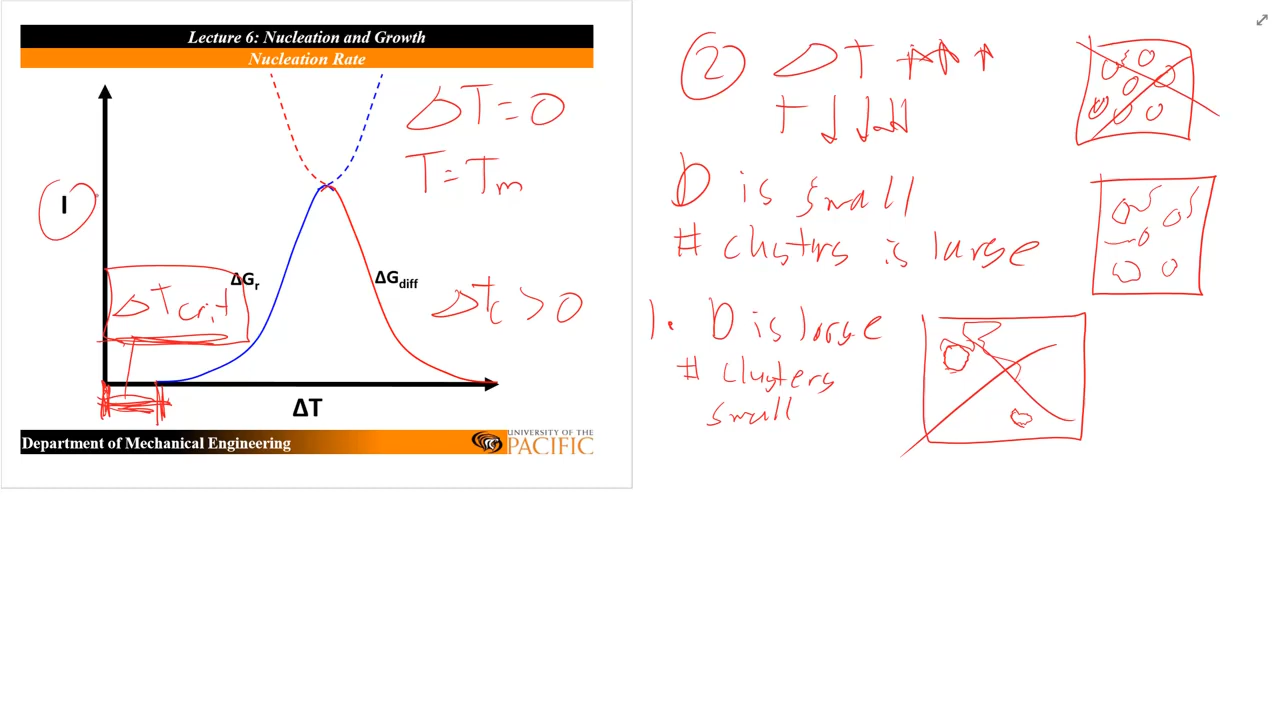 Lecture 6: Nucleation and Growth
Nucleation Rate
ΔT = 0
T = Tm
I
ΔGr
ΔGdiff
ΔTcrit
ΔTc > 0
ΔT
Department of Mechanical Engineering
UNIVERSITY OF THE
PACIFIC
2 ΔT ↑↑↑ ↑
T ↓ ↓ ↓↓
D is small
# clusters is large
1. D is large
# clusters
small